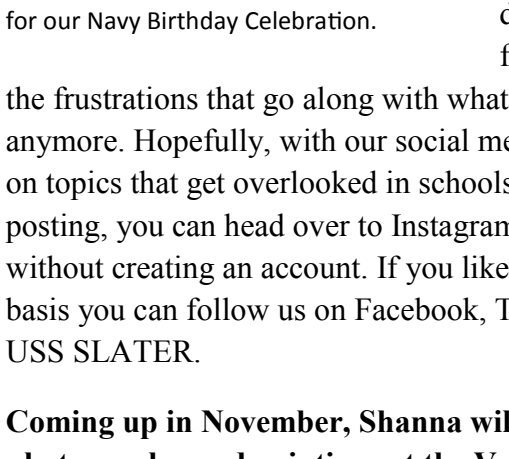 for our Navy Birthday Celebration.
the frustrations that go along with what
anymore. Hopefully, with our social me
on topics that get overlooked in schools
posting, you can head over to Instagram
without creating an account. If you like
basis you can follow us on Facebook, T
USS SLATER.
Coming up in November, Shanna wil